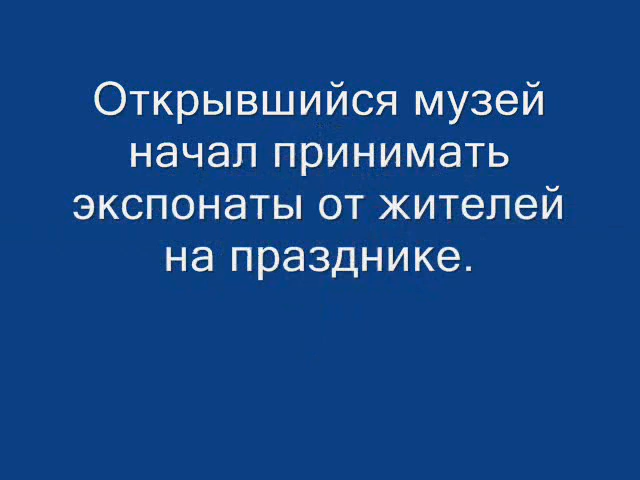 Открывшийся музей
начал принимать
экспонаты от жителей
на празднике.